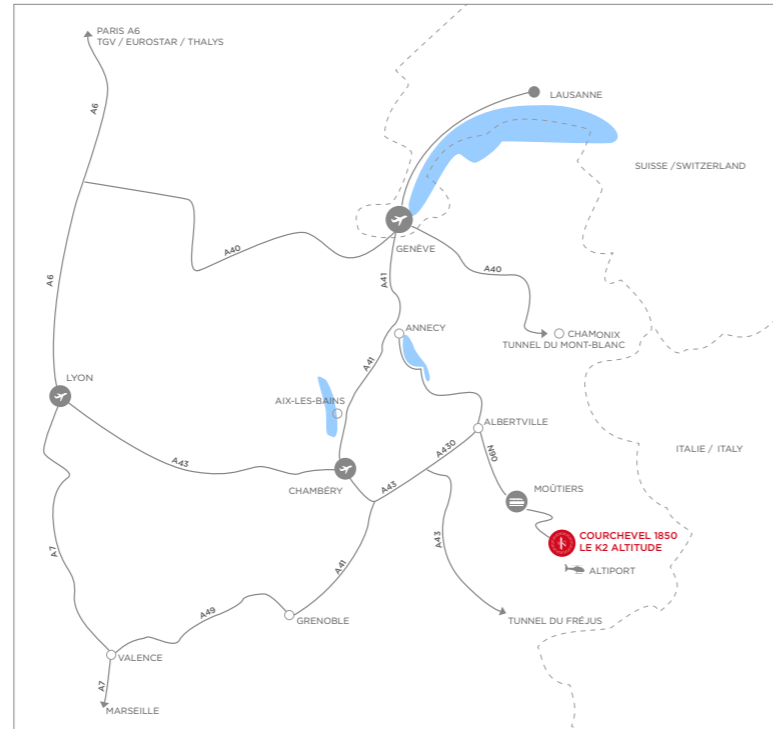 PARIS A6
TGV / EUROSTAR / THALYS
A6
LAUSANNE
SUISSE /SWITZERLAND
GENÈVE
A40
A40
A41
A6
ANNECY
CHAMONIX
TUNNEL DU MONT-BLANC
A41
LYON
AIX-LES-BAINS
ALBERTVILLE
ITALIE / ITALY
A430
N90
A43
CHAMBÉRY
A43
MOÛTIERS
COURCHEVEL 1850
LE K2 ALTITUDE
A43
A7
A41
ALTIPORT
A49
GRENOBLE
TUNNEL DU FRÉJUS
VALENCE
A7
MARSEILLE